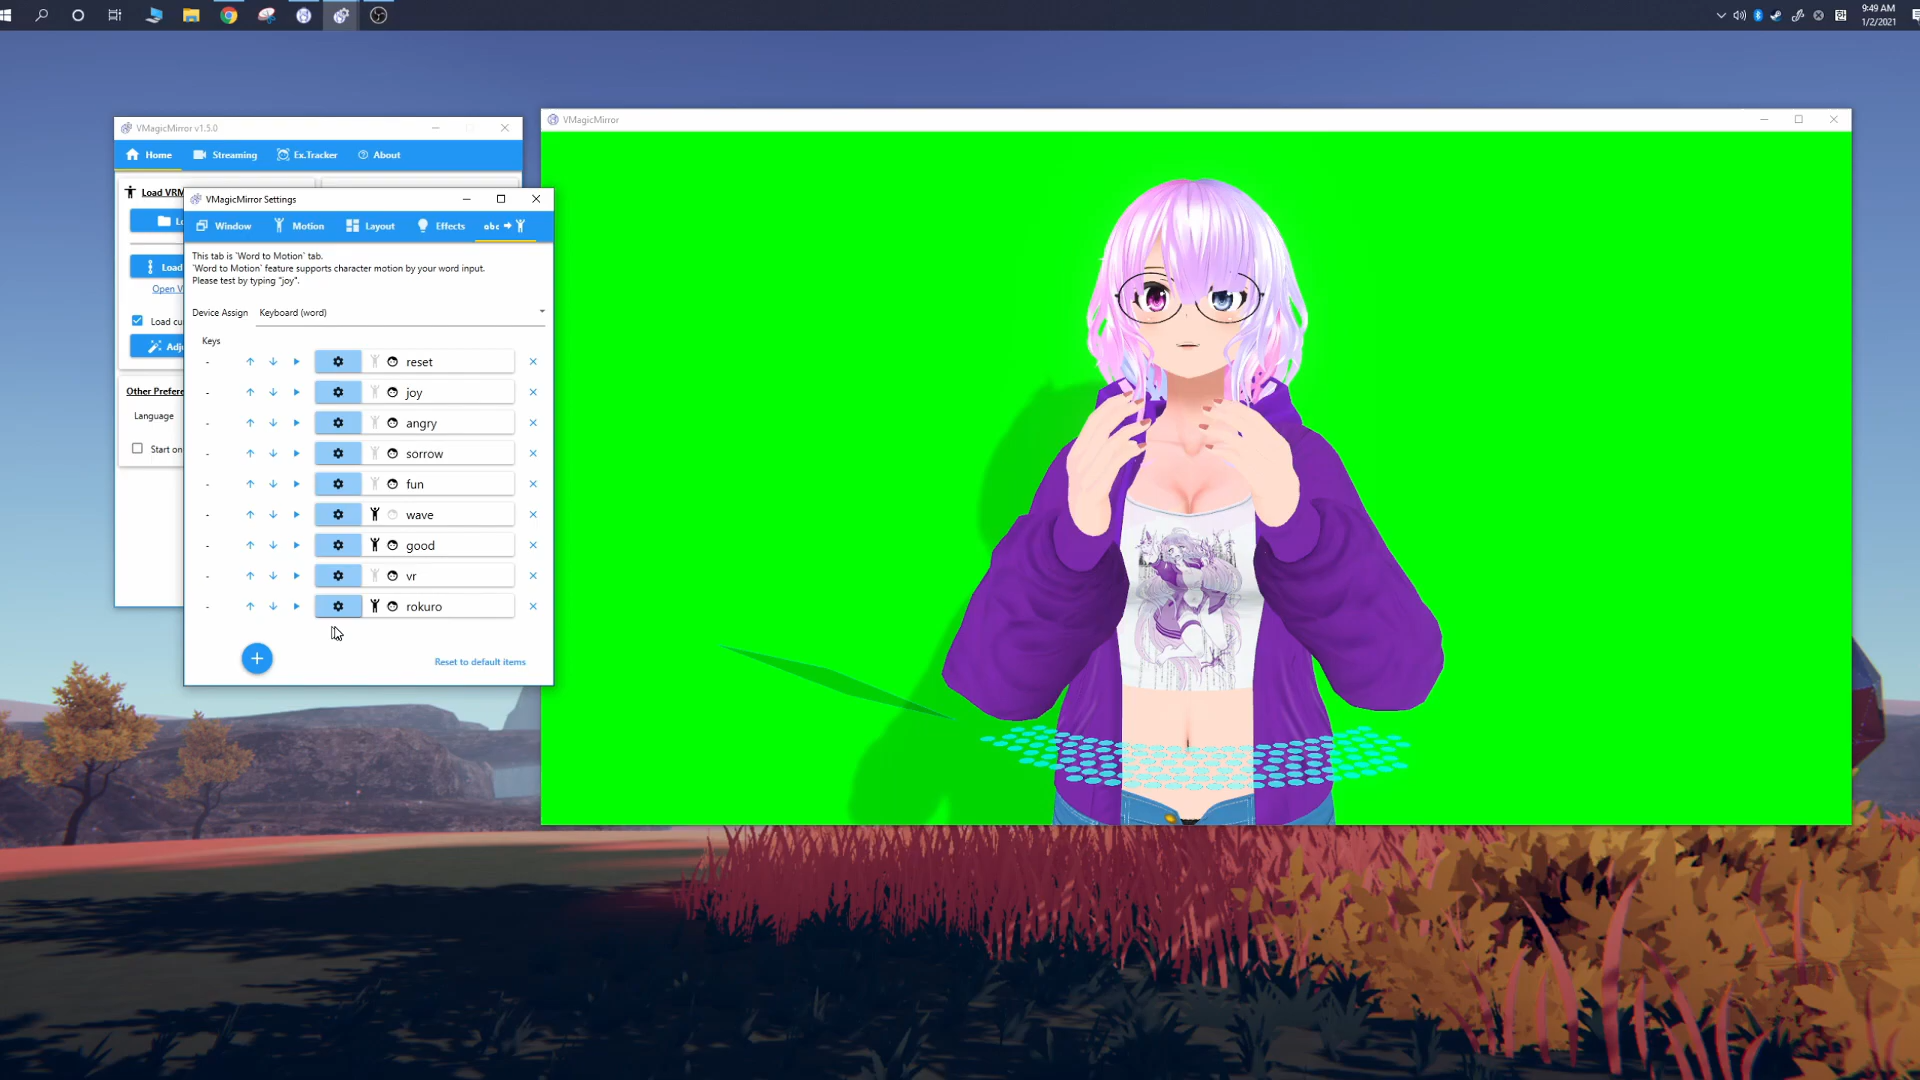 9:49 AM
1/2/2021
VMagicMirror v1.5.0
Home
Streaming
Ex.Tracker
About
Load VRM
Load
Open V
Load cu
Adj
Other Prefere
Language
Start on
VMagicMirror Settings
Window
Motion
Layout
Effects
abc
This tab is `Word to Motion` tab.
`Word to Motion` feature supports character motion by your word input.
Please test by typing "joy".
Device Assign
Keyboard (word)
Keys
- reset
- joy
- angry
- sorrow
- fun
- wave
- good
- vr
- rokuro
Reset to default items
VMagicMirror